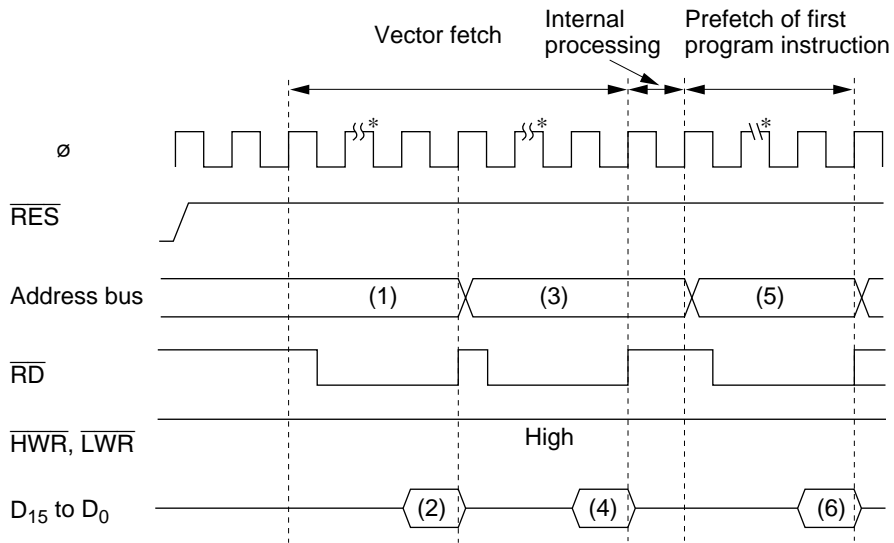 Vector fetch
Internal
processing
Prefetch of first
program instruction
*
*
*
ø
RES
Address bus
(1)
(3)
(5)
RD
HWR, LWR
High
D15 to D0
(2)
(4)
(6)